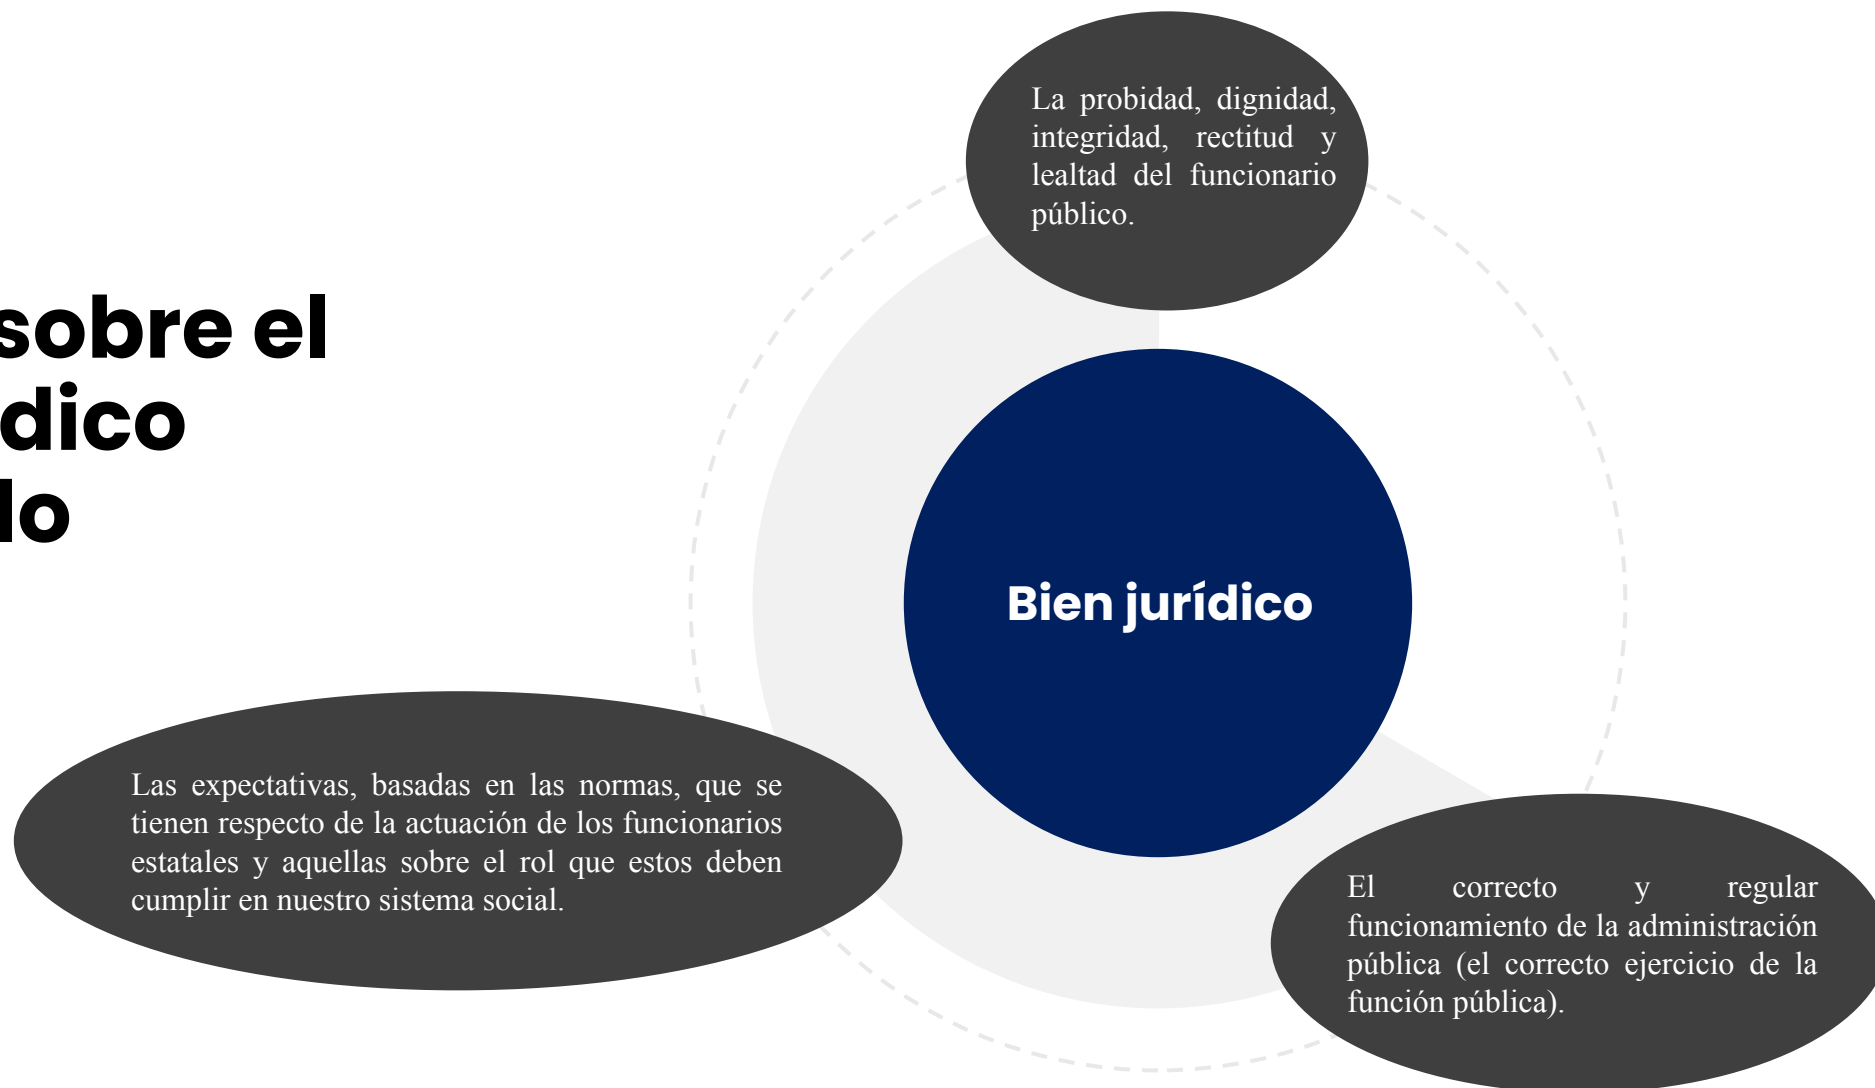 sobre el
dico
lo
La probidad, dignidad,
integridad, rectitud y
lealtad del funcionario
público.
Bien jurídico
Las expectativas, basadas en las normas, que se
tienen respecto de la actuación de los funcionarios
estatales y aquellas sobre el rol que estos deben
cumplir en nuestro sistema social.
El correcto y regular
funcionamiento de la administración
pública (el correcto ejercicio de la
función pública).